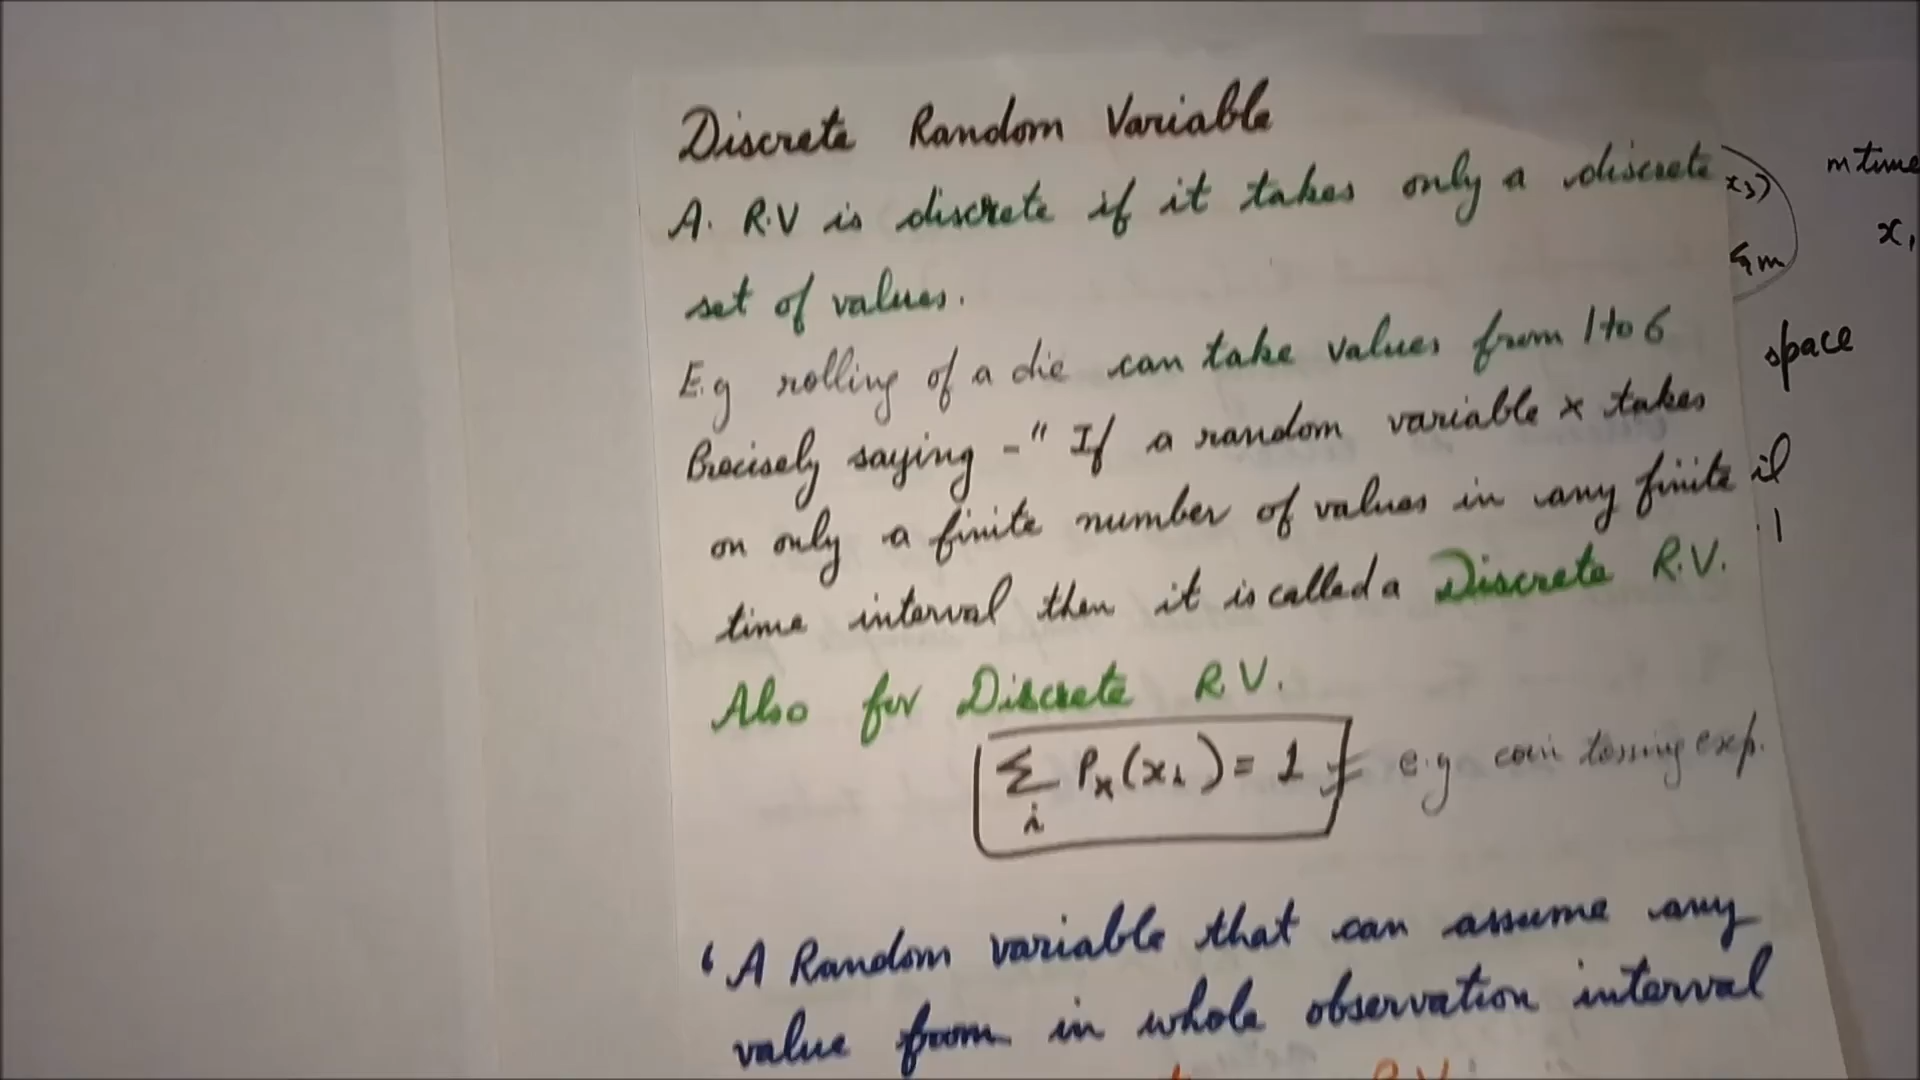 Discrete Random Variable
A. R.V is discrete if it takes only a discrete
set of values.
E.g rolling of a die can take values from 1 to 6
Precisely saying - " If a random variable x takes
on only a finite number of values in any finite
time interval then it is called a Discrete R.V.
Also for Discrete R.V.
∑ Px(xi) = 1 e.g coin tossing exp.
i
‘ A Random variable that can assume any
value from in whole observation interval
R.V
m time
x3)
x1
≤m
space